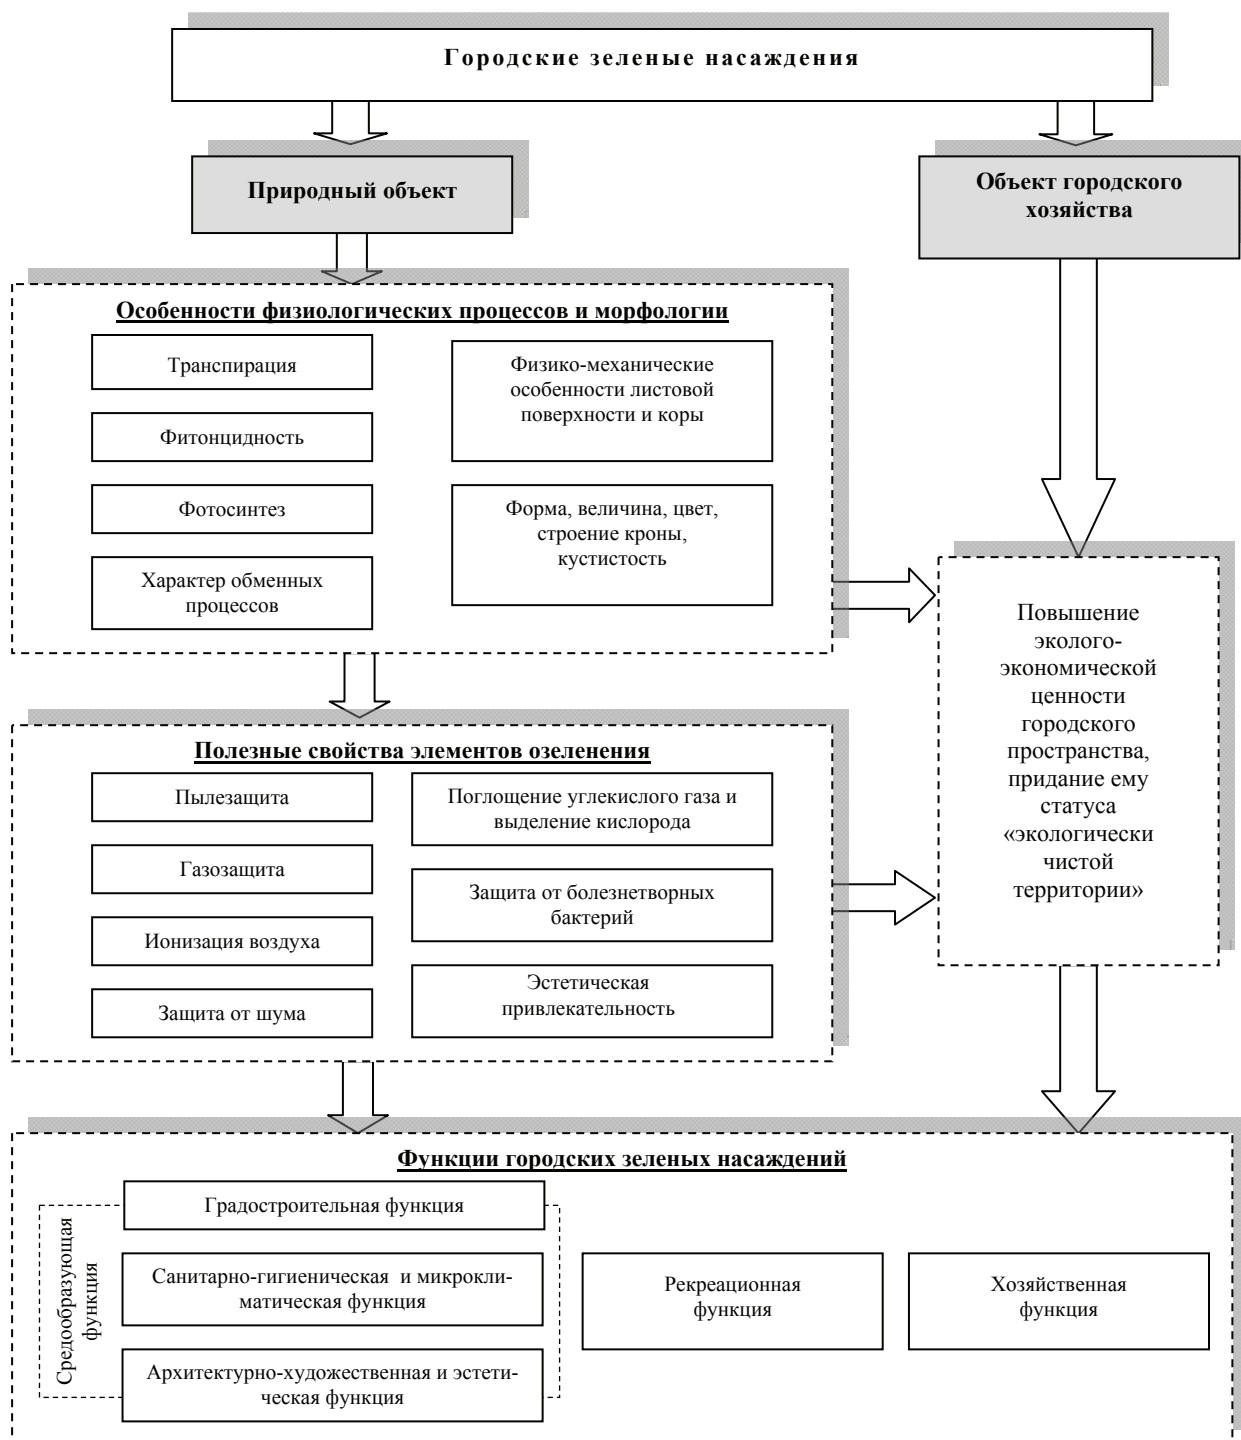 Городские зеленые насаждения
Природный объект
Объект городского
хозяйства
Особенности физиологических процессов и морфологии
Транспирация
Фитонцидность
Фотосинтез
Характер обменных
процессов
Физико-механические
особенности листовой
поверхности и коры
Форма, величина, цвет,
строение кроны,
кустистость
Повышение
эколого-
экономической
ценности
городского
пространства,
придание ему
статуса
«экологически
чистой
территории»
Полезные свойства элементов озеленения
Пылезащита
Газозащита
Ионизация воздуха
Защита от шума
Поглощение углекислого газа и
выделение кислорода
Защита от болезнетворных
бактерий
Эстетическая
привлекательность
Функции городских зеленых насаждений
Средообразующая
функция
Градостроительная функция
Санитарно-гигиеническая и микрокли-
матическая функция
Архитектурно-художественная и эстети-
ческая функция
Рекреационная
функция
Хозяйственная
функция